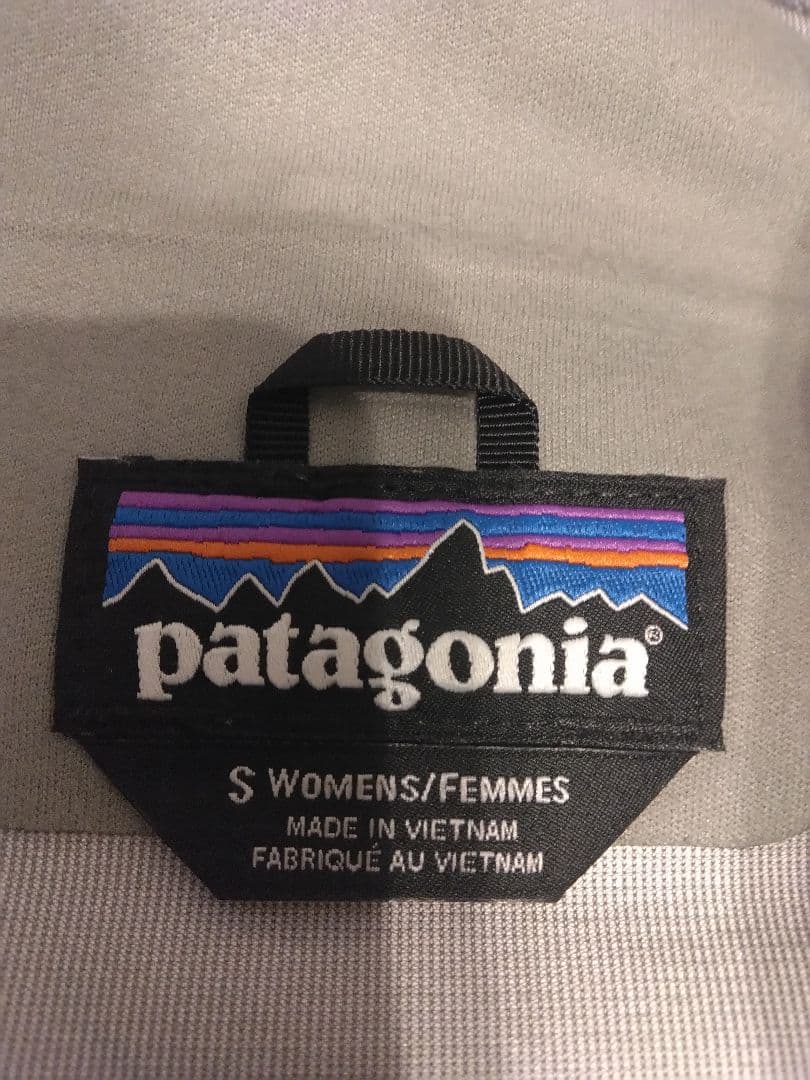 patagonia®
S WOMENS/FEMMES
MADE IN VIETNAM
FABRIQUÉ AU VIETNAM